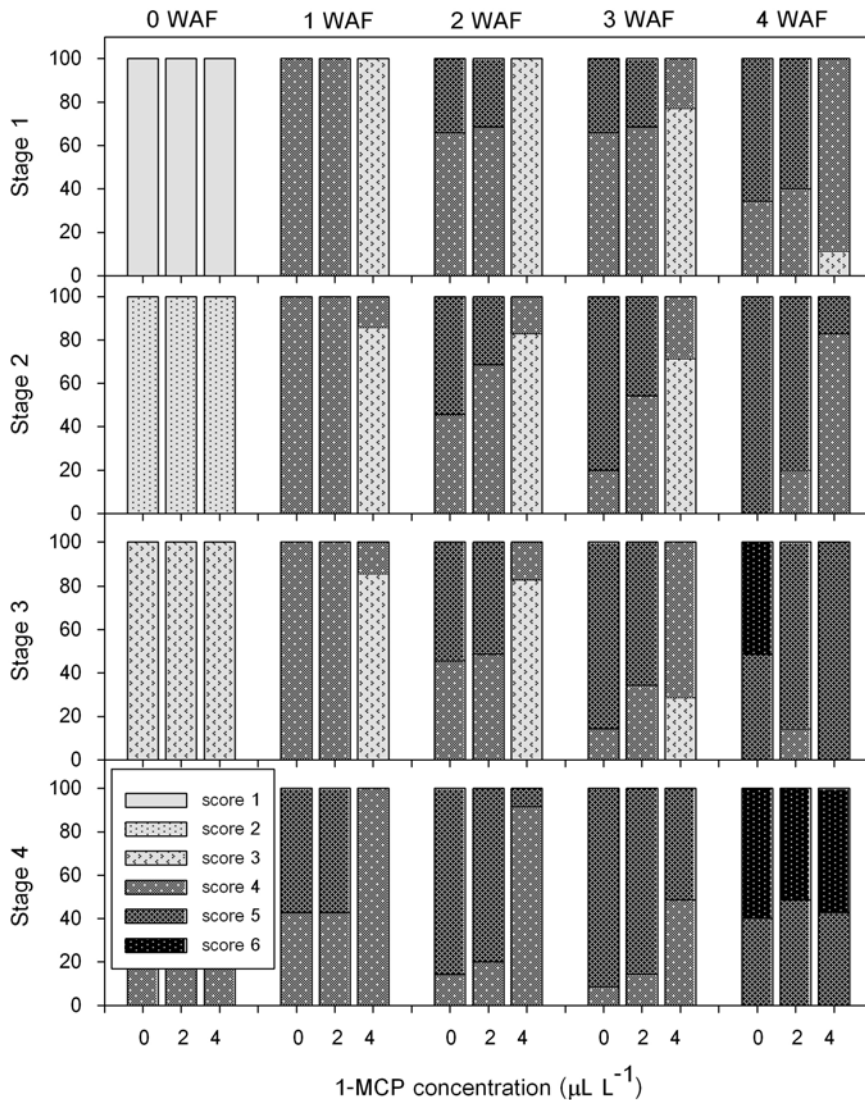 0 WAF 1 WAF 2 WAF 3 WAF 4 WAF
Stage 1
100
80
60
40
20
0
Stage 2
100
80
60
40
20
0
Stage 3
100
80
60
40
20
0
Stage 4
100
80
60
40
20
0
score 1
score 2
score 3
score 4
score 5
score 6
0 2 4 0 2 4 0 2 4 0 2 4 0 2 4
1-MCP concentration (μL L⁻¹)